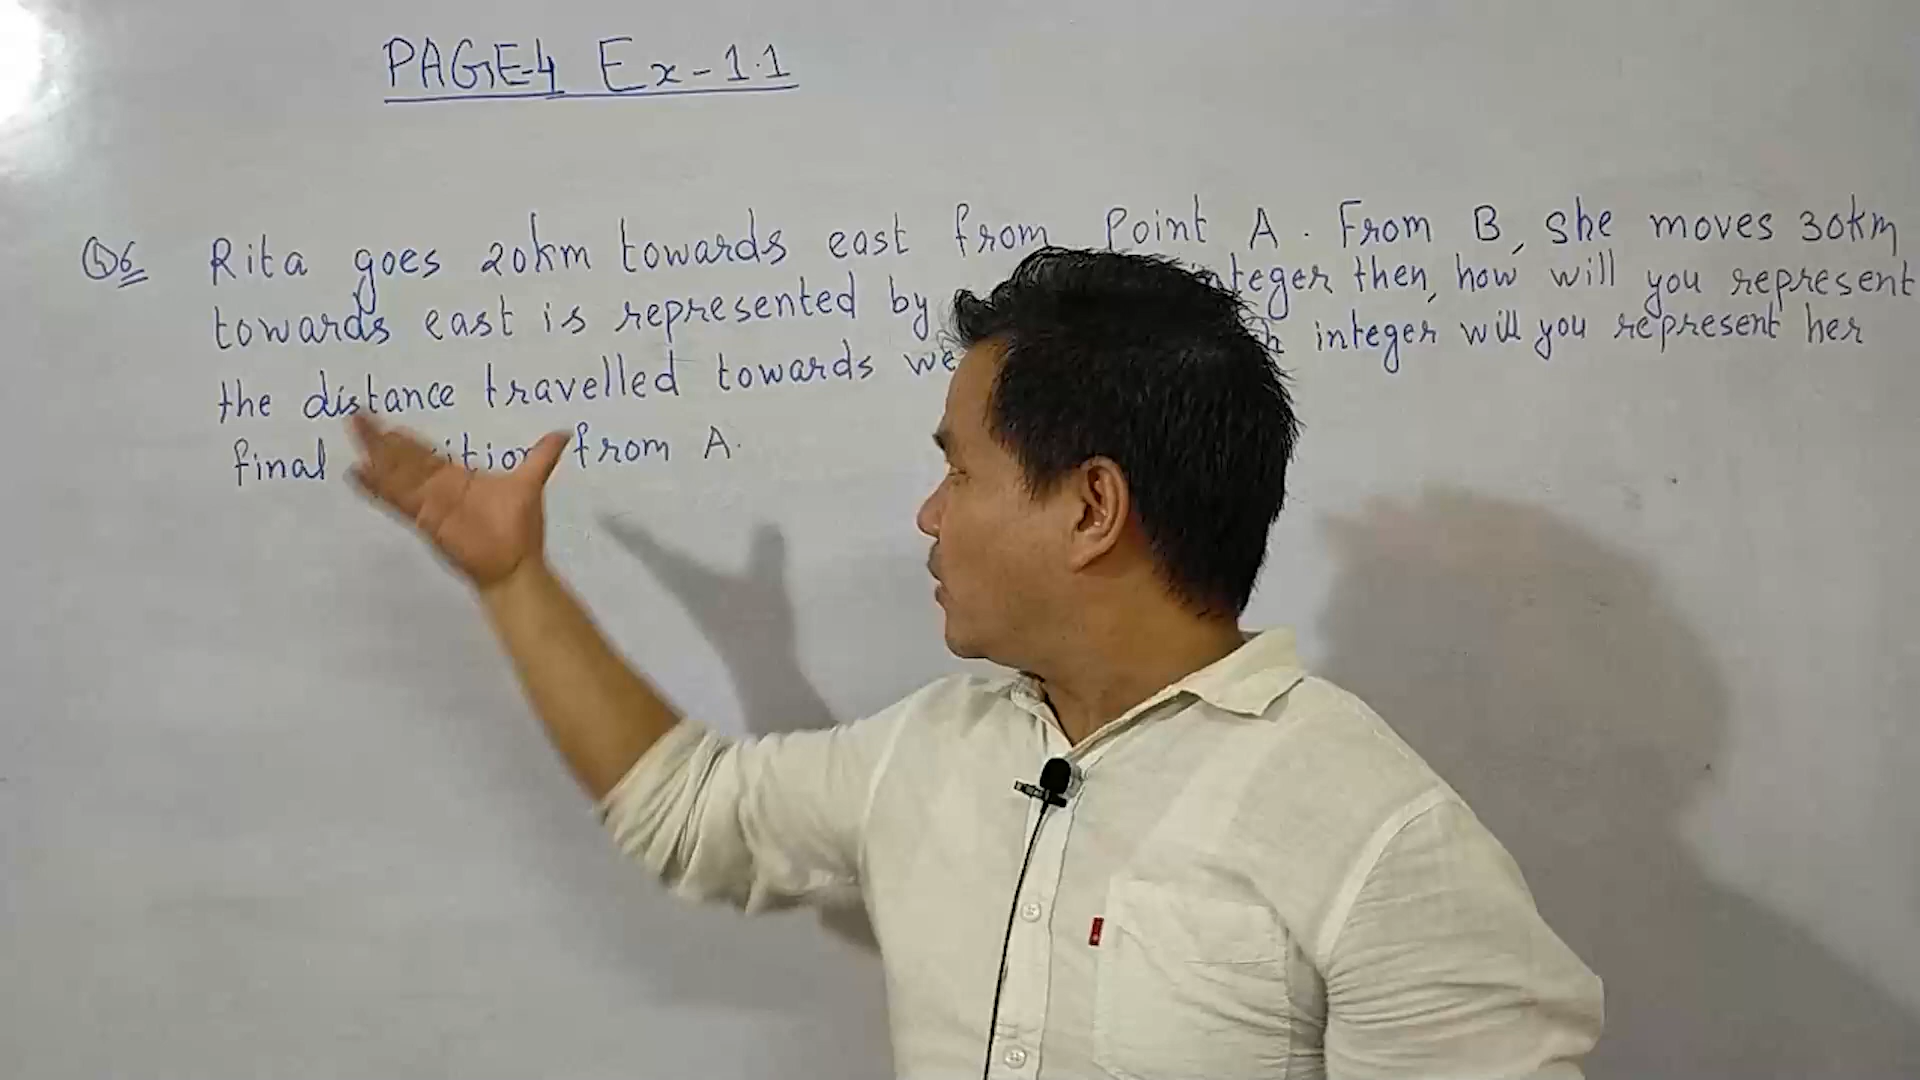 PAGE-4 Ex-1.1
Q6 Rita goes 20km towards east from Point A. From B, she moves 30km
towards east is represented by integer then, how will you represent
the distance travelled towards integer will you represent her
final from A.